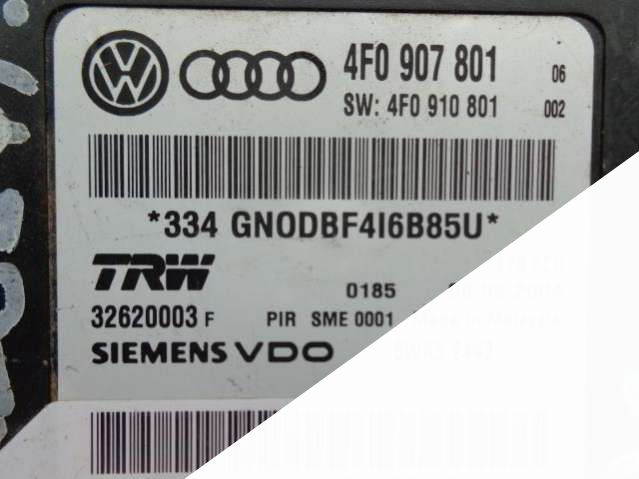 4F0 907 801 06
SW: 4F0 910 801 002
*334 GNODBF4I6B85U*
TRW
0185
32620003 F PIR SME 0001
SIEMENS VDO